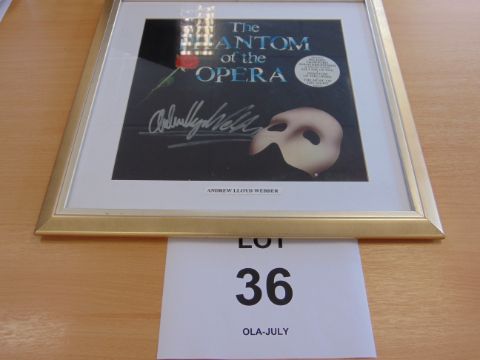 The
PHANTOM
of the
OPERA
ANDREW LLOYD WEBBER
LOT
36
OLA-JULY